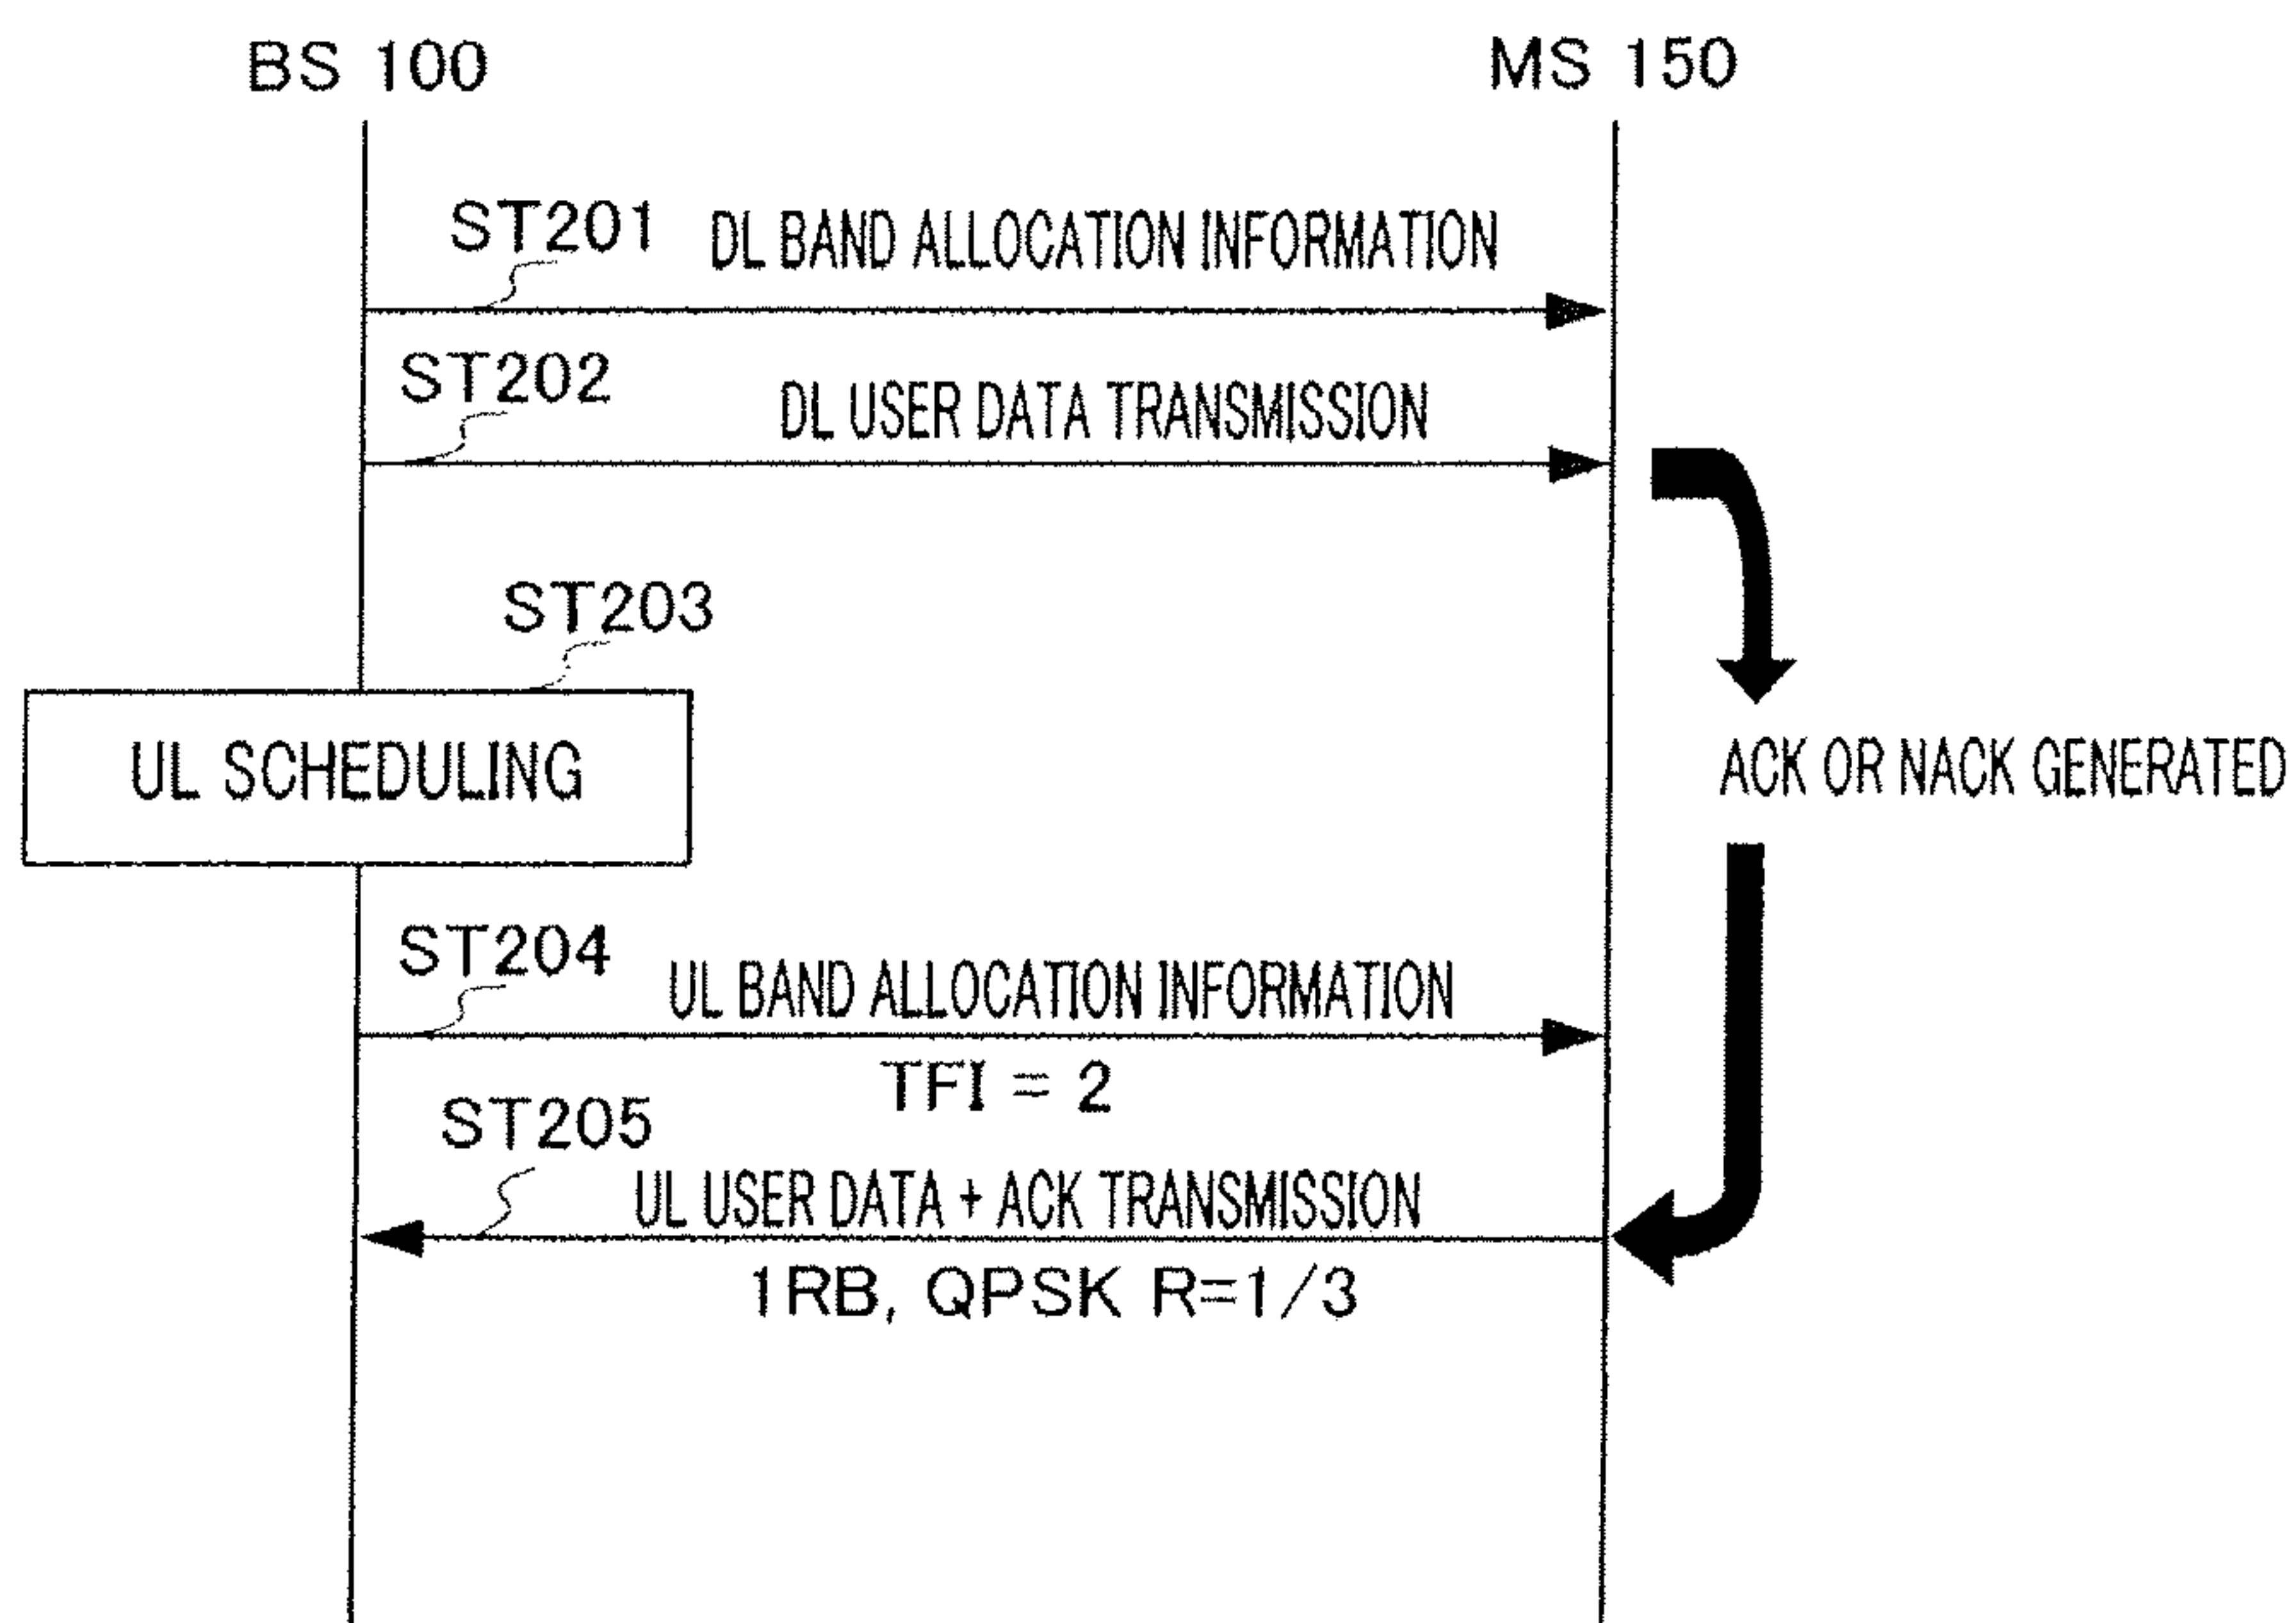 BS 100
MS 150
ST201
DL BAND ALLOCATION INFORMATION
ST202
DL USER DATA TRANSMISSION
ST203
UL SCHEDULING
ACK OR NACK GENERATED
ST204
UL BAND ALLOCATION INFORMATION
TFI = 2
ST205
UL USER DATA + ACK TRANSMISSION
1RB, QPSK R=1/3